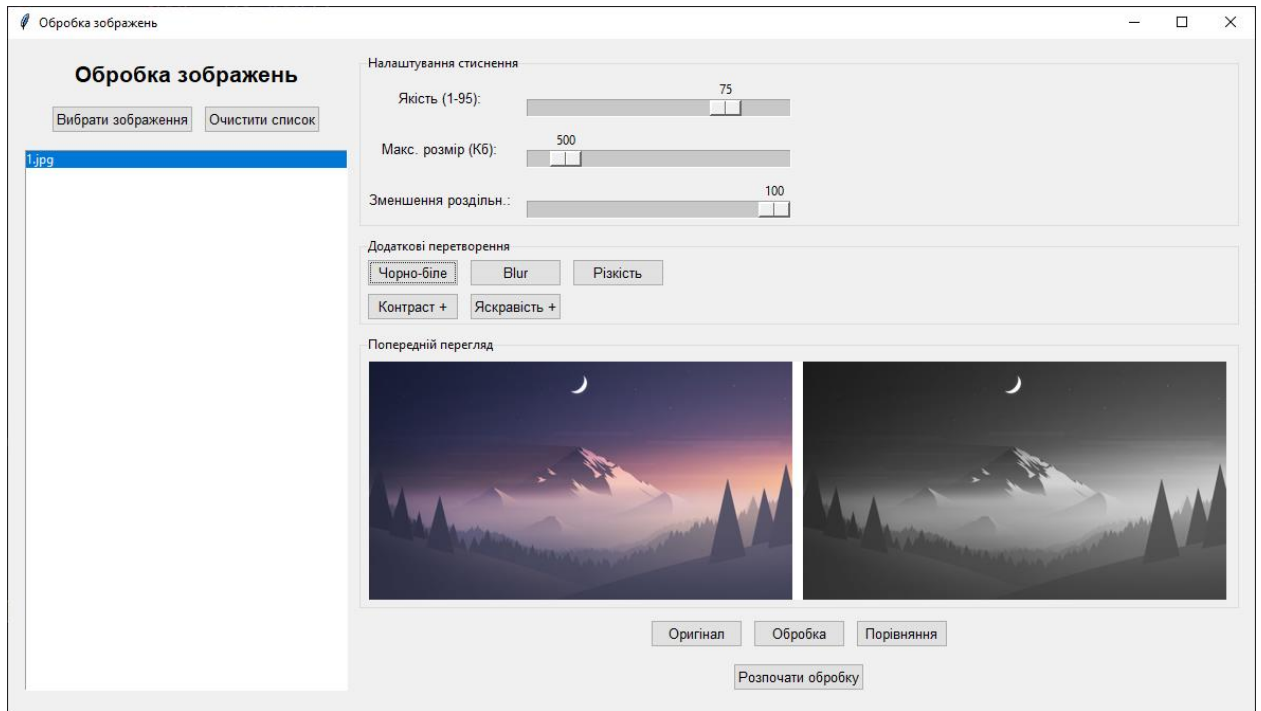 Обробка зображень
Обробка зображень
Вибрати зображення Очистити список
1.jpg
Налаштування стиснення
75
Якість (1-95):
500
Макс. розмір (Кб):
100
Зменшення роздільн.:
Додаткові перетворення
Чорно-біле Blur Різкість
Контраст + Яскравість +
Попередній перегляд
Оригінал Обробка Порівняння
Розпочати обробку